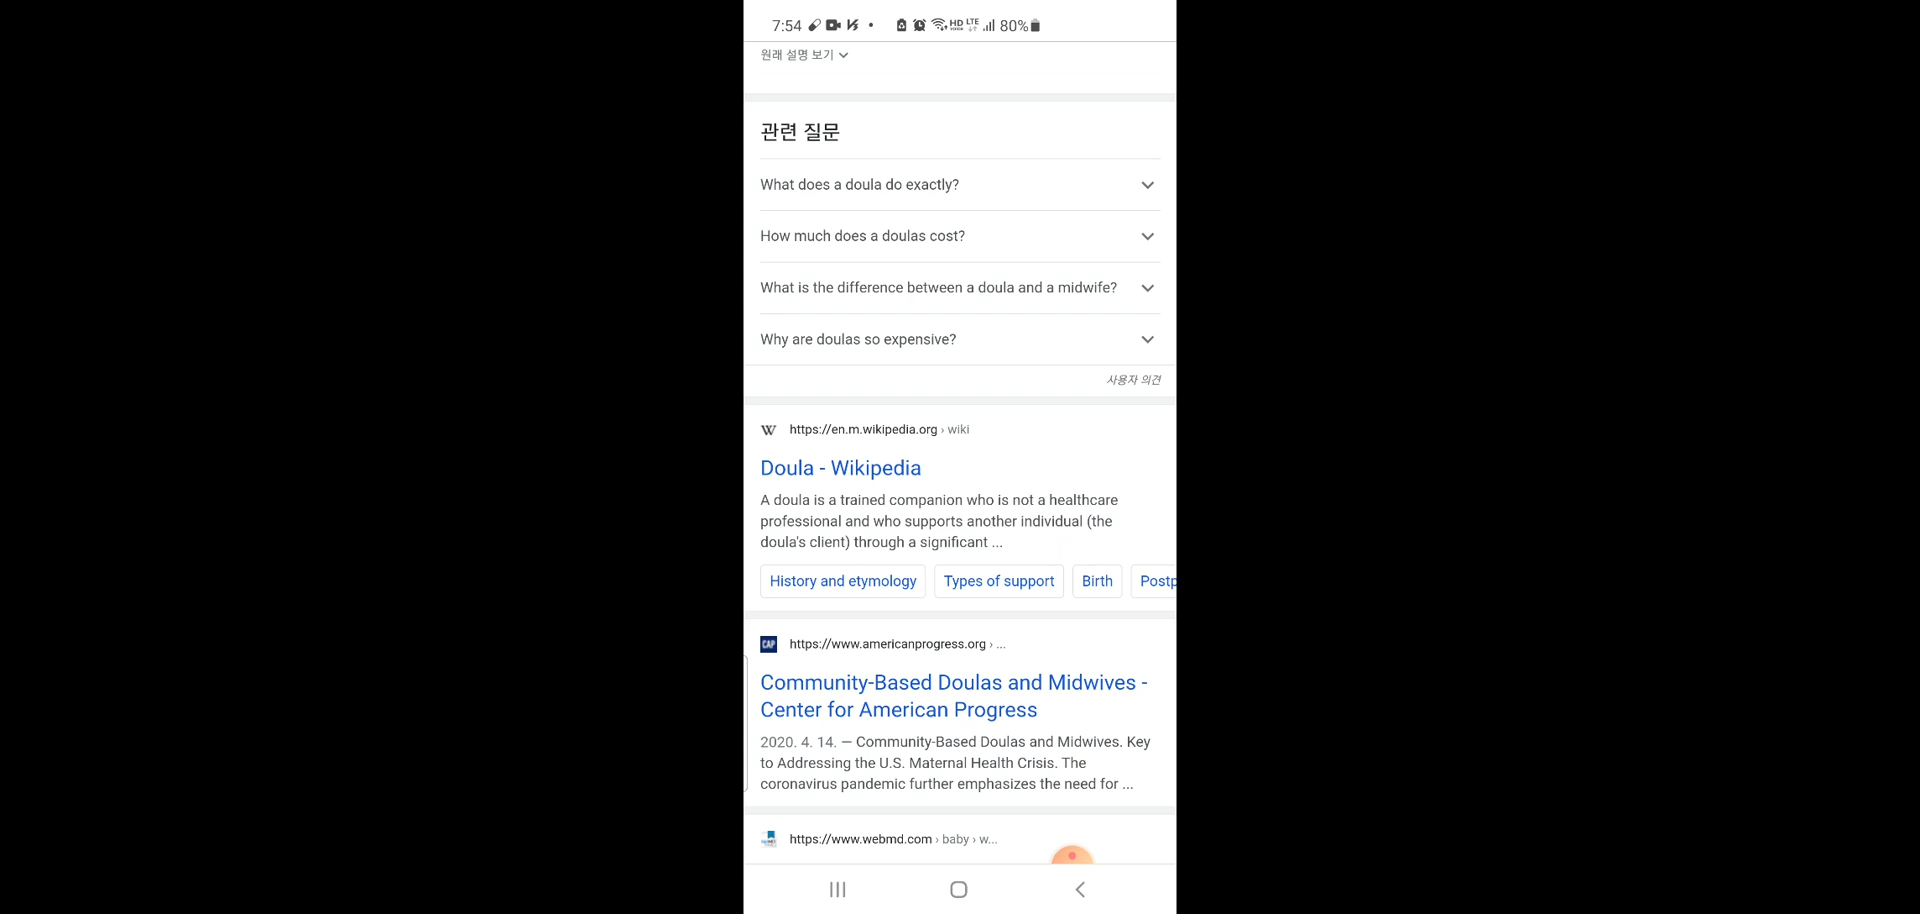 7:54 HD VOICE LTE 80%
원래 설명 보기
관련 질문
What does a doula do exactly?
How much does a doulas cost?
What is the difference between a doula and a midwife?
Why are doulas so expensive?
사용자 의견
W https://en.m.wikipedia.org › wiki
Doula - Wikipedia
A doula is a trained companion who is not a healthcare
professional and who supports another individual (the
doula's client) through a significant ...
History and etymology Types of support Birth Postp
CAP https://www.americanprogress.org › ...
Community-Based Doulas and Midwives -
Center for American Progress
2020. 4. 14. — Community-Based Doulas and Midwives. Key
to Addressing the U.S. Maternal Health Crisis. The
coronavirus pandemic further emphasizes the need for ...
https://www.webmd.com › baby › w...